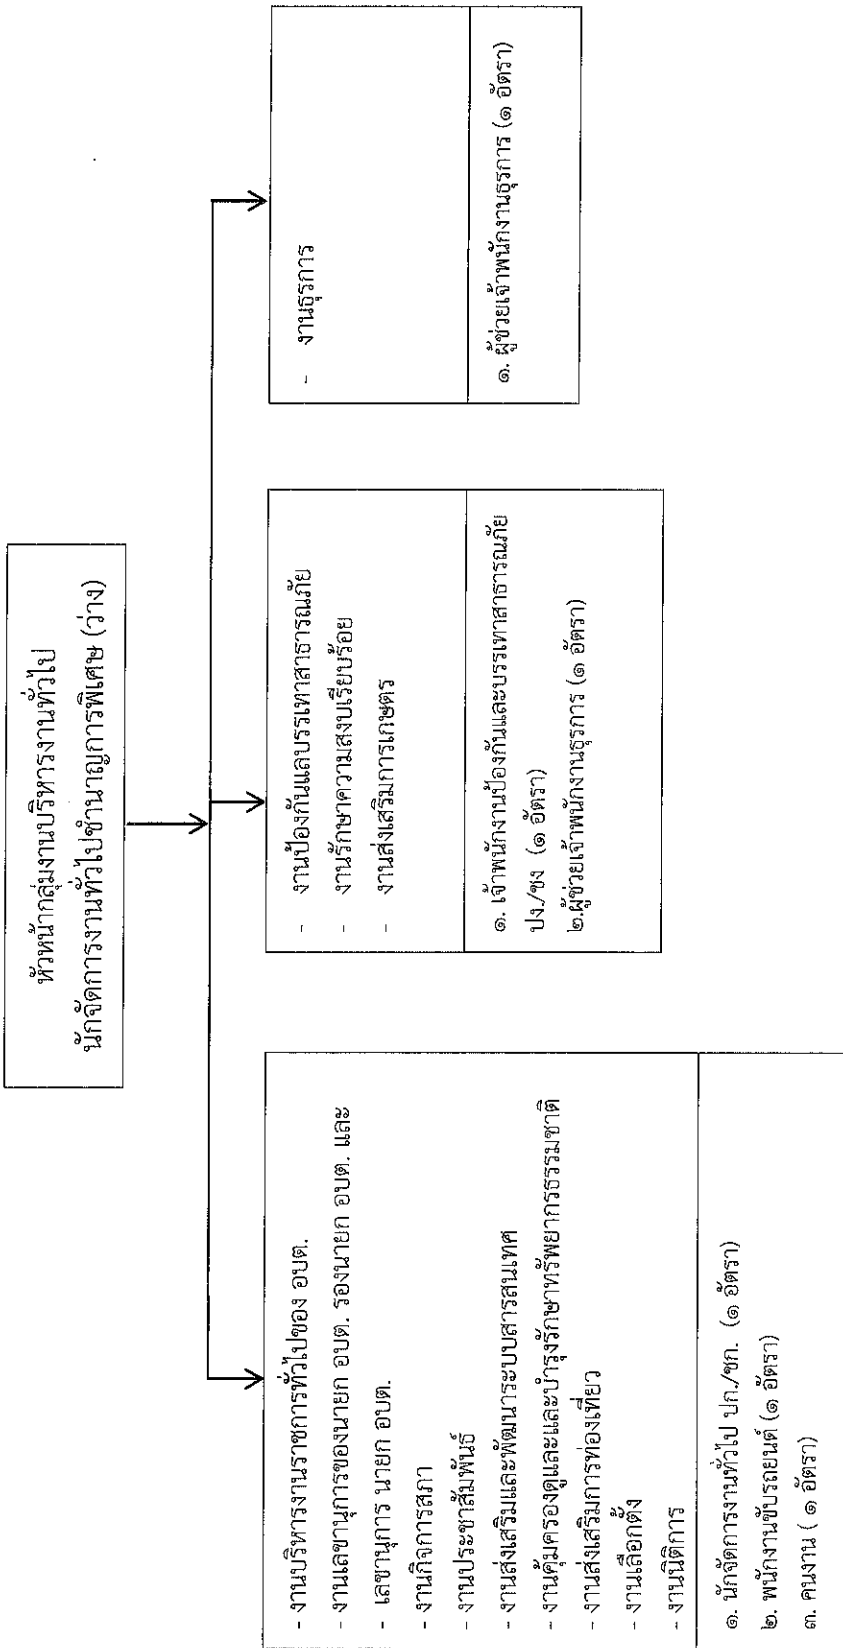 หัวหน้ากลุ่มงานบริหารงานทั่วไป
นักจัดการงานทั่วไปชำนาญการพิเศษ (ว่าง)
- งานบริหารงานราชการทั่วไปของ อบต.
- งานเลขานุการของนายก อบต. รองนายก อบต. และ
- เลขานุการ นายก อบต.
- งานกิจการสภา
- งานประชาสัมพันธ์
- งานส่งเสริมและพัฒนาระบบสารสนเทศ
- งานคุ้มครองดูและและบำรุงรักษาทรัพยากรธรรมชาติ
- งานส่งเสริมการท่องเที่ยว
- งานเลือกตั้ง
- งานนิติการ
๑. นักจัดการงานทั่วไป ปก./ชก. (๑ อัตรา)
๒. พนักงานขับรถยนต์ (๑ อัตรา)
๓. คนงาน ( ๑ อัตรา)
- งานป้องกันแลบรรเทาสาธารณภัย
- งานรักษาความสงบเรียบร้อย
- งานส่งเสริมการเกษตร
๑. เจ้าพนักงานป้องกันและบรรเทาสาธารณภัย
ปง./ชง (๑ อัตรา)
๒.ผู้ช่วยเจ้าพนักงานธุรการ (๑ อัตรา)
- งานธุรการ
๑. ผู้ช่วยเจ้าพนักงานธุรการ (๑ อัตรา)